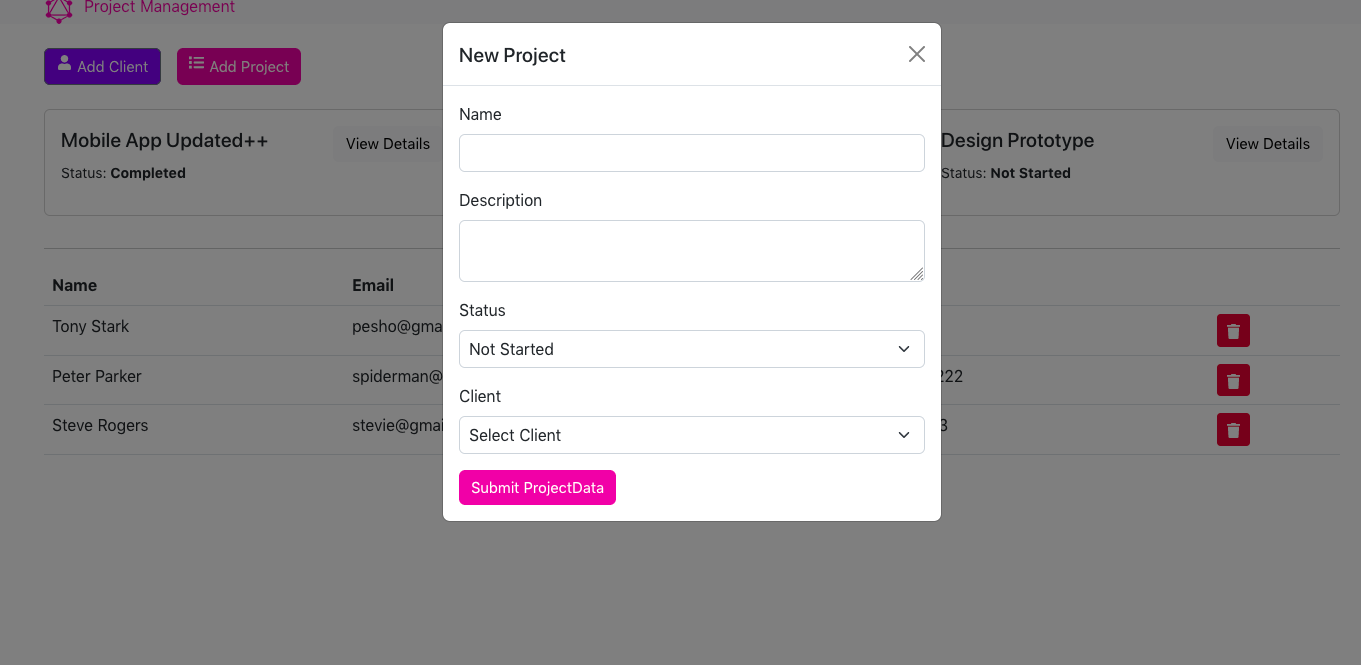 Project Management
Add Client
Add Project
Mobile App Updated++
View Details
Status: Completed
Design Prototype
View Details
Status: Not Started
Name
Email
Tony Stark
pesho@gma
Peter Parker
spiderman@
222
Steve Rogers
stevie@gmai
3
New Project
Name
Description
Status
Not Started
Client
Select Client
Submit ProjectData